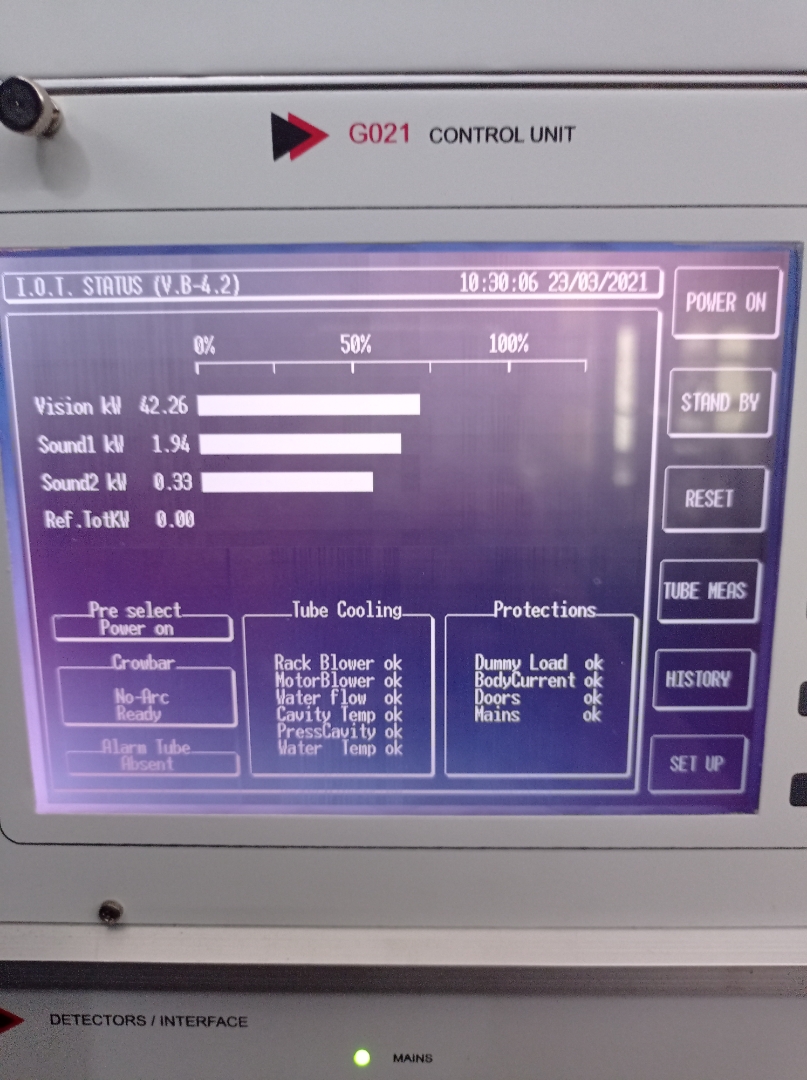 G021 CONTROL UNIT
I.O.T. STATUS (V.B-4.2) 10:30:06 23/03/2021
POWER ON
0% 50% 100%
Vision kW 42.26
STAND BY
Sound1 kW 1.94
Sound2 kW 0.33
RESET
Ref.TotKW 0.00
TUBE MEAS
Pre select
Power on
Crowbar
No-Arc
Ready
Alarm Tube
Absent
Tube Cooling
Rack Blower ok
MotorBlower ok
Water flow ok
Cavity Temp ok
PressCavity ok
Water Temp ok
Protections
Dummy Load ok
BodyCurrent ok
Doors ok
Mains ok
HISTORY
SET UP
DETECTORS / INTERFACE
MAINS